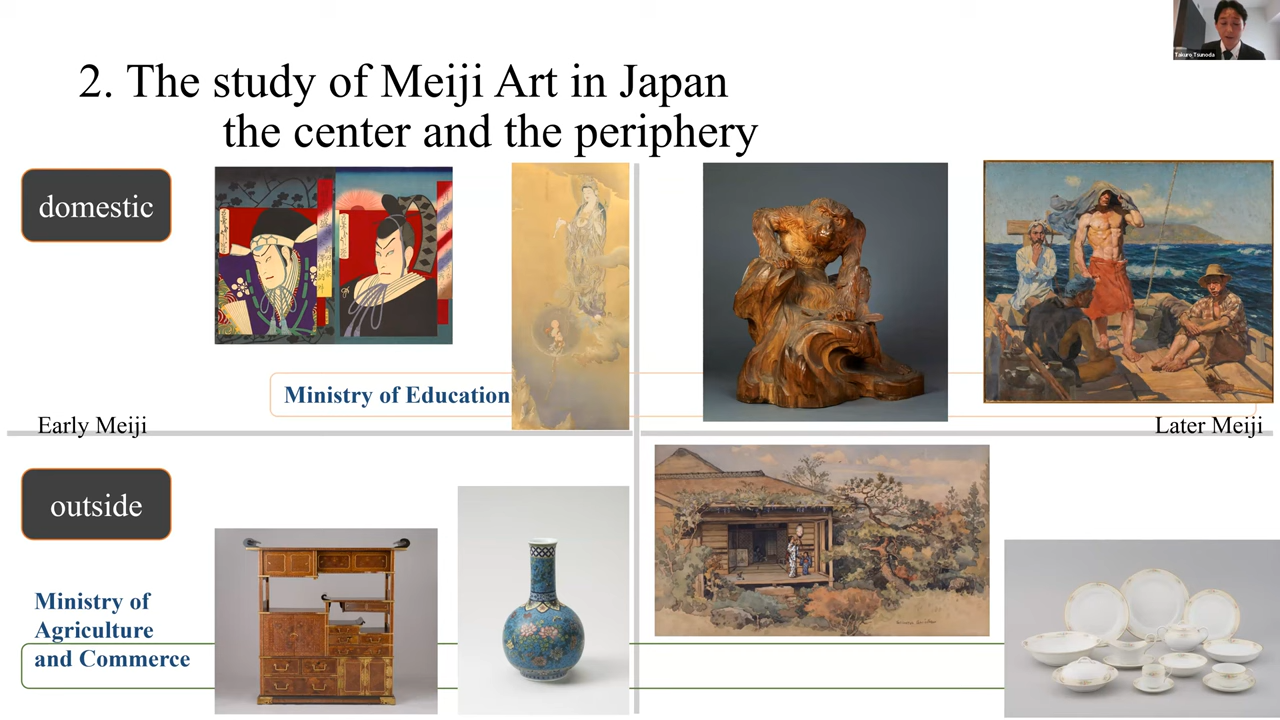 Takuro Tsunoda
2. The study of Meiji Art in Japan
the center and the periphery
domestic
Ministry of Education
Early Meiji
Later Meiji
outside
Ministry of
Agriculture
and Commerce